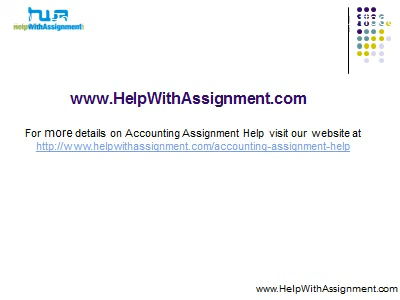 HelpWithAssignment
www.HelpWithAssignment.com
For more details on Accounting Assignment Help visit our website at
http://www.helpwithassignment.com/accounting-assignment-help
www.HelpWithAssignment.com